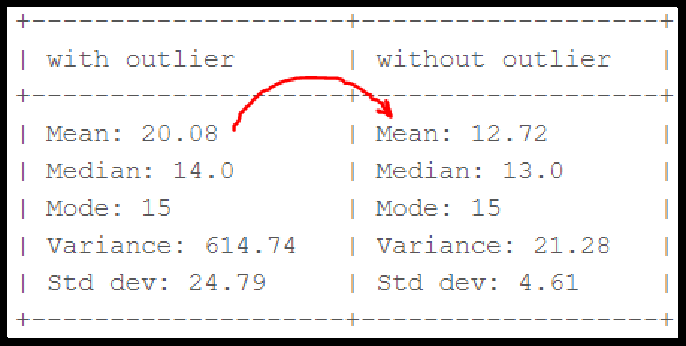 +--------------------+-------------------+
| with outlier       | without outlier   |
+--------------------+-------------------+
| Mean: 20.08        | Mean: 12.72       |
| Median: 14.0       | Median: 13.0      |
| Mode: 15           | Mode: 15          |
| Variance: 614.74   | Variance: 21.28   |
| Std dev: 24.79     | Std dev: 4.61     |
+--------------------+-------------------+